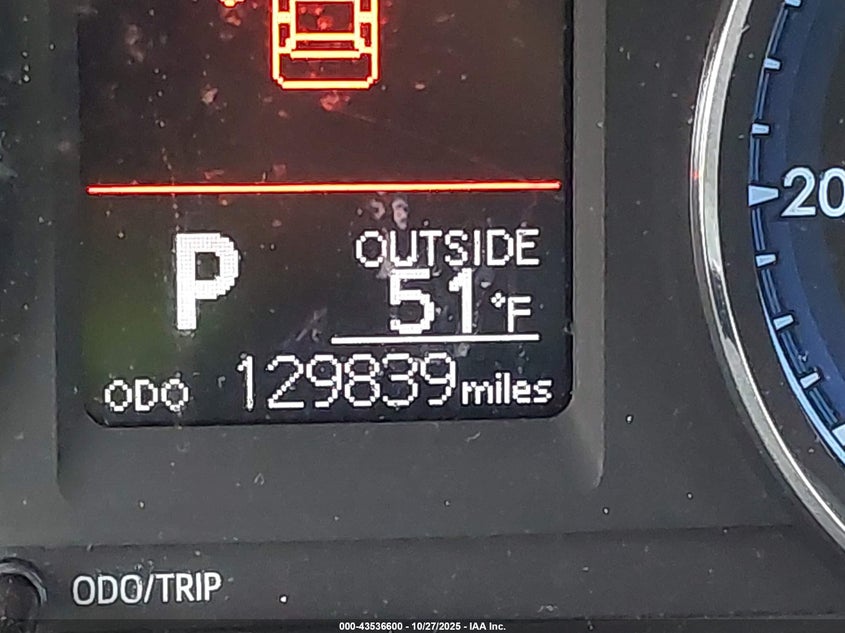 20
P
OUTSIDE
51°F
ODO 129839 miles
ODO/TRIP
000-43536600 - 10/27/2025 - IAA Inc.